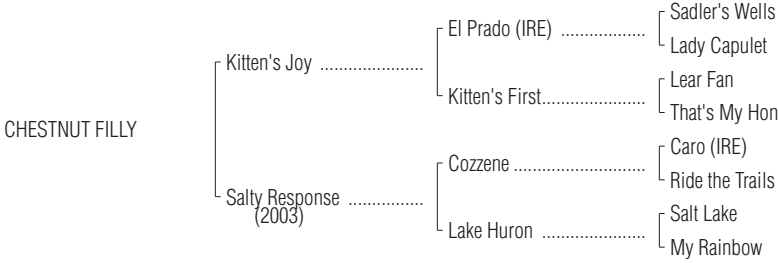 Sadler's Wells
El Prado (IRE) ......................
Lady Capulet
Kitten's Joy ......................
Lear Fan
Kitten's First......................
That's My Hon
CHESTNUT FILLY
Caro (IRE)
Cozzene ............................
Ride the Trails
Salty Response ................
(2003)
Salt Lake
Lake Huron ......................
My Rainbow